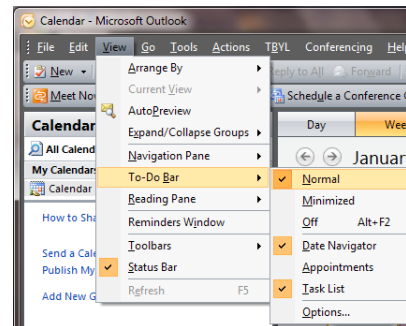 Calendar - Microsoft Outlook
File Edit View Go Tools Actions TBYL Conferencing Help
New Reply to All Forward
Meet Now Schedule a Conference
Arrange By
Current View
AutoPreview
Expand/Collapse Groups
Navigation Pane
To-Do Bar
Reading Pane
Reminders Window
Toolbars
Status Bar
Refresh F5
Calendar
All Calend
My Calendars
Calendar
How to Sha
Send a Cale
Publish My
Add New G
Day Wee
Januar
Normal
Minimized
Off Alt+F2
Date Navigator
Appointments
Task List
Options...